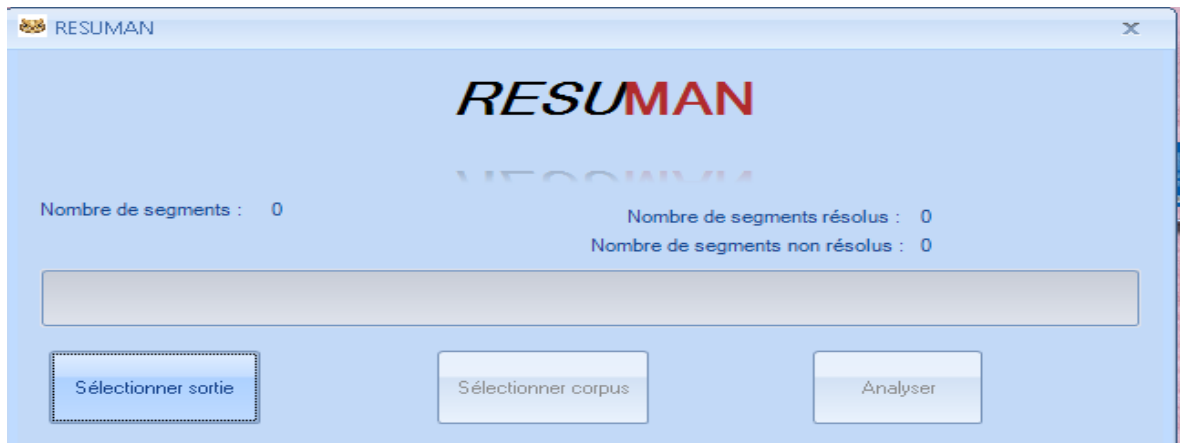 RESUMAN
RESUMAN
Nombre de segments : 0
Nombre de segments résolus : 0
Nombre de segments non résolus : 0
Sélectionner sortie
Sélectionner corpus
Analyser